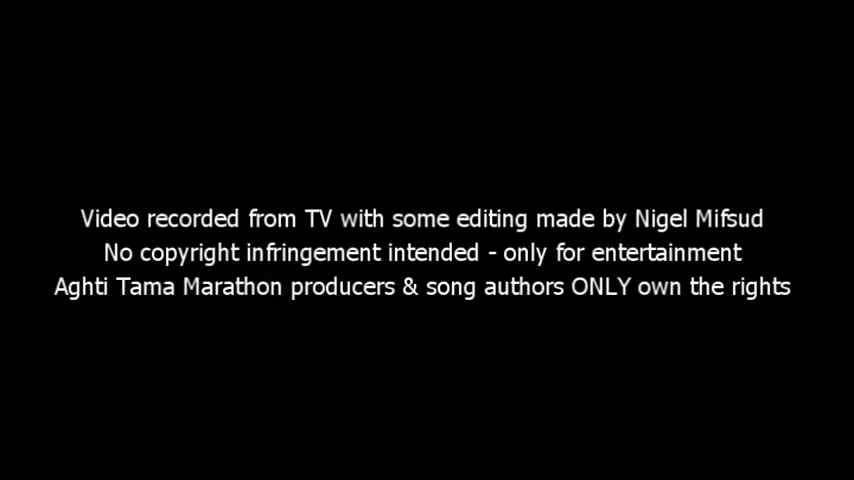 Video recorded from TV with some editing made by Nigel Mifsud
No copyright infringement intended - only for entertainment
Aghti Tama Marathon producers & song authors ONLY own the rights